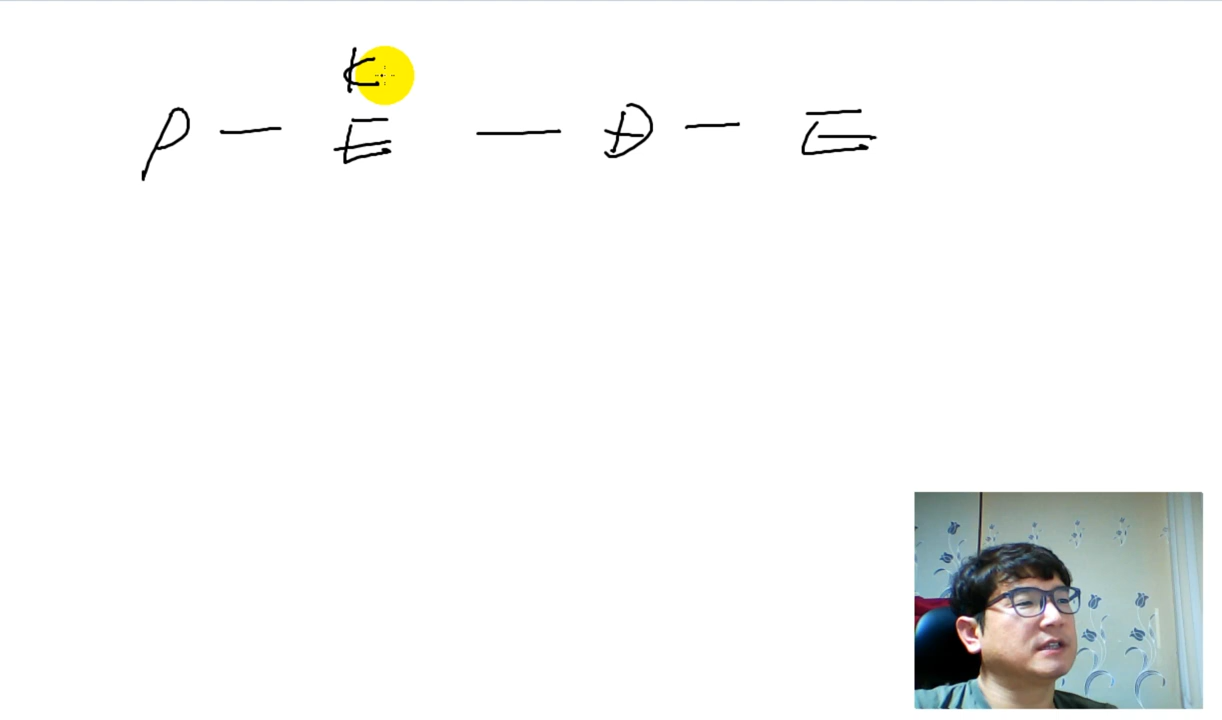 K
P — E — D — E